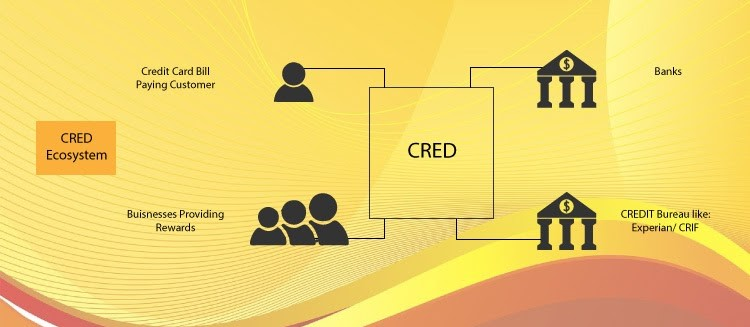 Credit Card Bill
Paying Customer
$
Banks
CRED
Ecosystem
CRED
Buisnesses Providing
Rewards
$
CREDIT Bureau like:
Experian/ CRIF